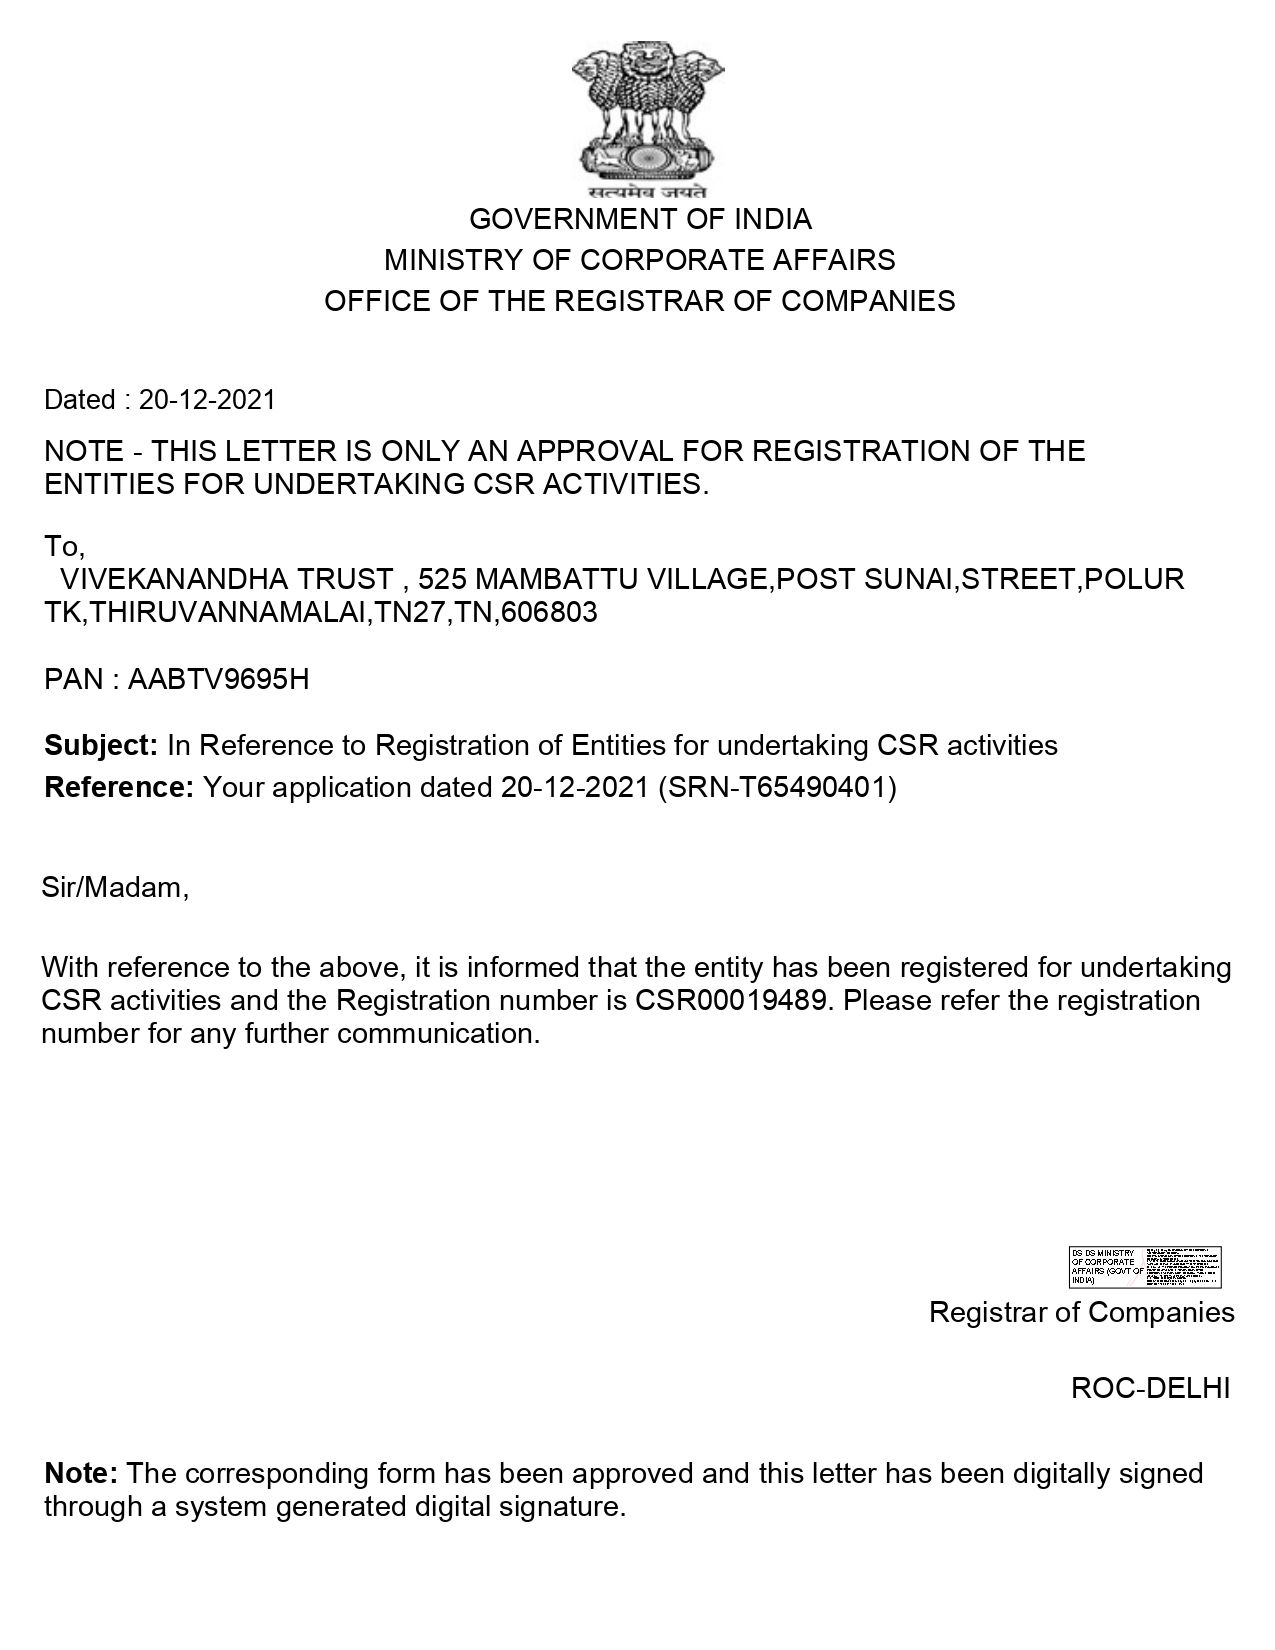 सत्यमेव जयते
GOVERNMENT OF INDIA
MINISTRY OF CORPORATE AFFAIRS
OFFICE OF THE REGISTRAR OF COMPANIES
Dated : 20-12-2021
NOTE - THIS LETTER IS ONLY AN APPROVAL FOR REGISTRATION OF THE
ENTITIES FOR UNDERTAKING CSR ACTIVITIES.
To,
VIVEKANANDHA TRUST , 525 MAMBATTU VILLAGE,POST SUNAI,STREET,POLUR
TK,THIRUVANNAMALAI,TN27,TN,606803
PAN : AABTV9695H
Subject: In Reference to Registration of Entities for undertaking CSR activities
Reference: Your application dated 20-12-2021 (SRN-T65490401)
Sir/Madam,
With reference to the above, it is informed that the entity has been registered for undertaking
CSR activities and the Registration number is CSR00019489. Please refer the registration
number for any further communication.
DS DS MINISTRY
OF CORPORATE
AFFAIRS (GOVT OF
INDIA)
Registrar of Companies
ROC-DELHI
Note: The corresponding form has been approved and this letter has been digitally signed
through a system generated digital signature.